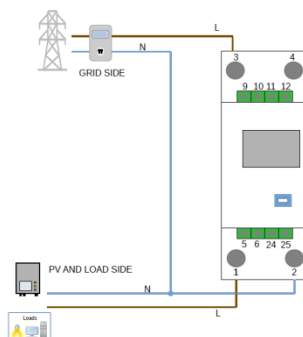 L
N
GRID SIDE
3 4
9 10 11 12
5 6 24 25
PV AND LOAD SIDE
1 2
N
L
Loads